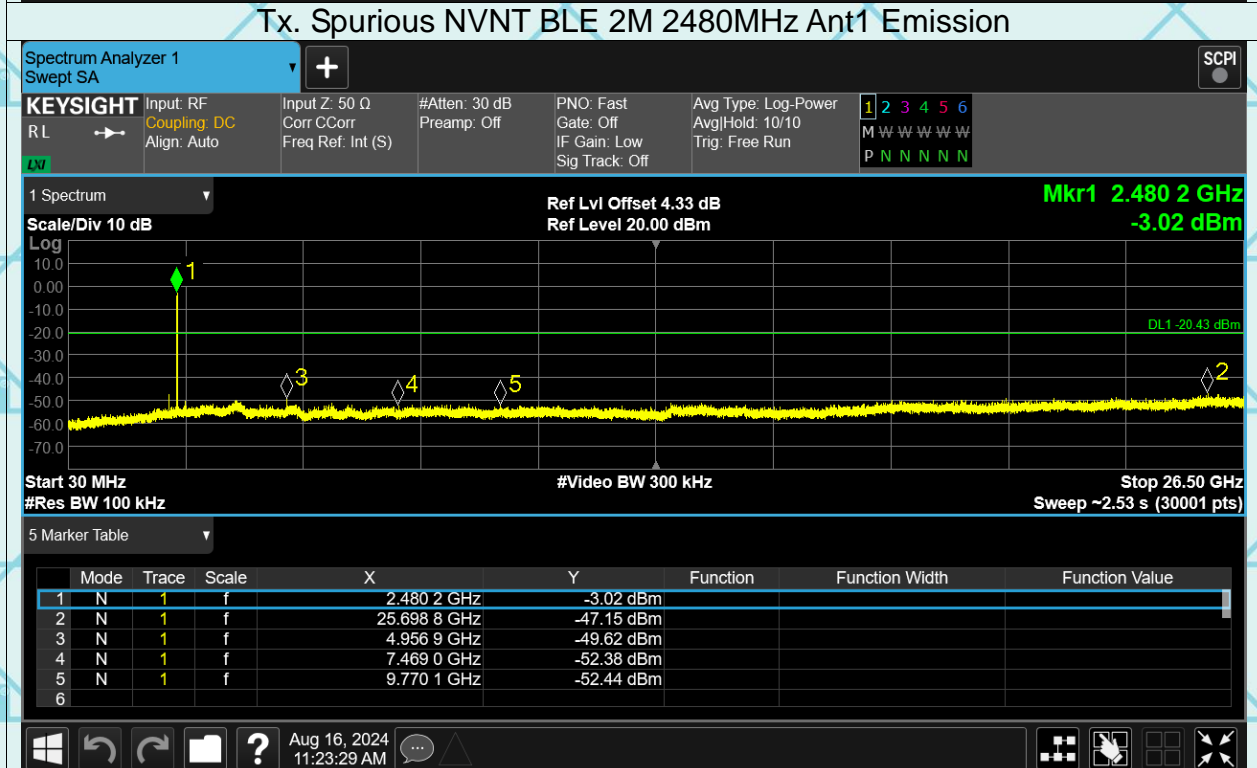 Tx. Spurious NVNT BLE 2M 2480MHz Ant1 Emission
Spectrum Analyzer 1
Swept SA
+
SCPI
KEYSIGHT
RL
LXI
Input: RF
Coupling: DC
Align: Auto
Input Z: 50 Ω
Corr CCorr
Freq Ref: Int (S)
#Atten: 30 dB
Preamp: Off
PNO: Fast
Gate: Off
IF Gain: Low
Sig Track: Off
Avg Type: Log-Power
Avg|Hold: 10/10
Trig: Free Run
1 2 3 4 5 6
M W W W W W
P N N N N N
1 Spectrum
Scale/Div 10 dB
Ref Lvl Offset 4.33 dB
Ref Level 20.00 dBm
Mkr1 2.480 2 GHz
-3.02 dBm
Log
10.0
0.00
-10.0
-20.0
-30.0
-40.0
-50.0
-60.0
-70.0
1
DL1 -20.43 dBm
3
4
5
2
Start 30 MHz
#Video BW 300 kHz
Stop 26.50 GHz
#Res BW 100 kHz
Sweep ~2.53 s (30001 pts)
5 Marker Table
Mode Trace Scale X Y Function Function Width Function Value
1 N 1 f 2.480 2 GHz -3.02 dBm
2 N 1 f 25.698 8 GHz -47.15 dBm
3 N 1 f 4.956 9 GHz -49.62 dBm
4 N 1 f 7.469 0 GHz -52.38 dBm
5 N 1 f 9.770 1 GHz -52.44 dBm
6
?
Aug 16, 2024
11:23:29 AM